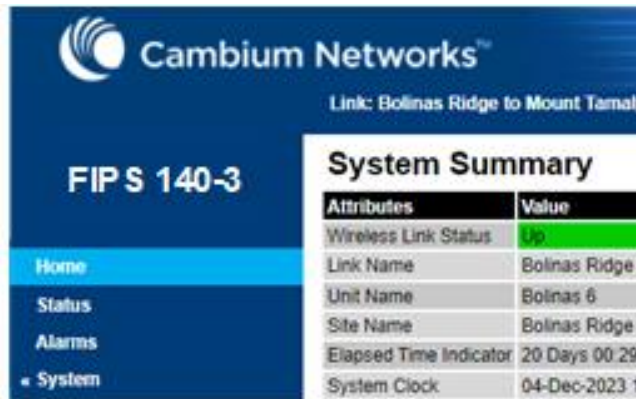 Cambium Networks™
Link: Bolinas Ridge to Mount Tamal
FIPS 140-3
System Summary
Attributes Value
Wireless Link Status Up
Home
Link Name Bolinas Ridge
Status
Unit Name Bolinas 6
Site Name Bolinas Ridge
Alarms
Elapsed Time Indicator 20 Days 00:29
« System
System Clock 04-Dec-2023 1